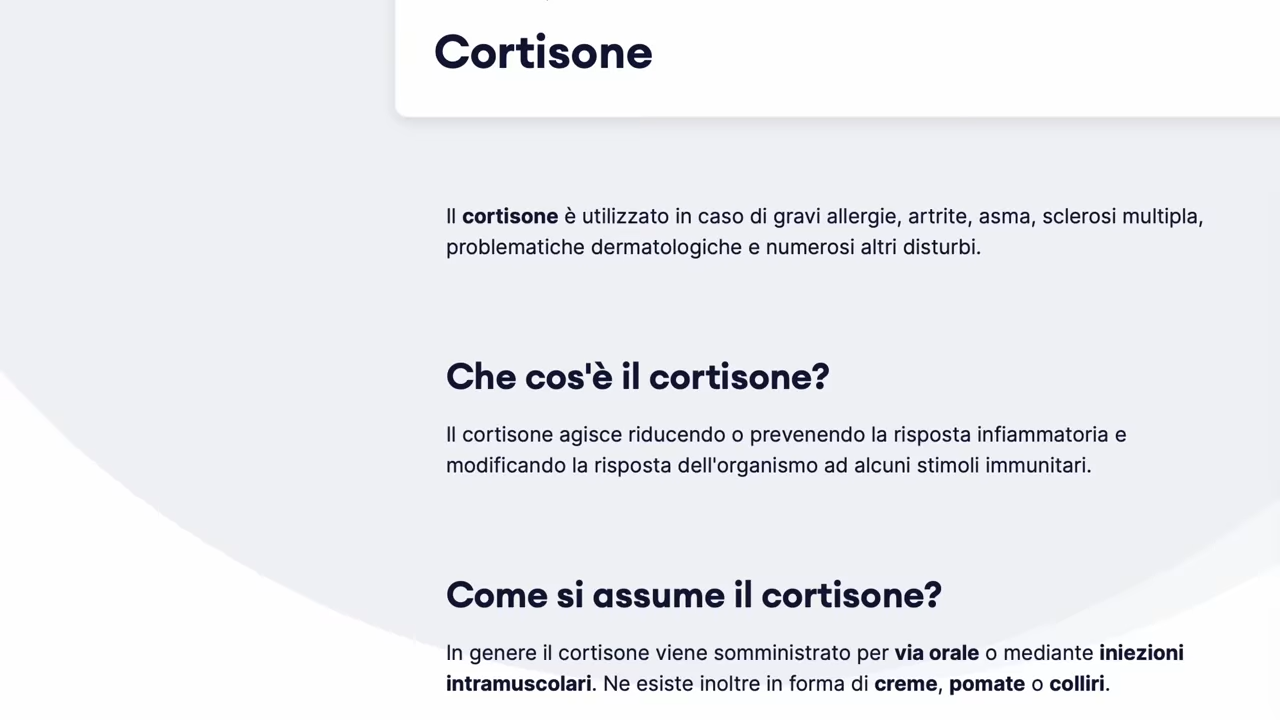 Cortisone
Il cortisone è utilizzato in caso di gravi allergie, artrite, asma, sclerosi multipla,
problematiche dermatologiche e numerosi altri disturbi.
Che cos'è il cortisone?
Il cortisone agisce riducendo o prevenendo la risposta infiammatoria e
modificando la risposta dell'organismo ad alcuni stimoli immunitari.
Come si assume il cortisone?
In genere il cortisone viene somministrato per via orale o mediante iniezioni
intramuscolari. Ne esiste inoltre in forma di creme, pomate o colliri.